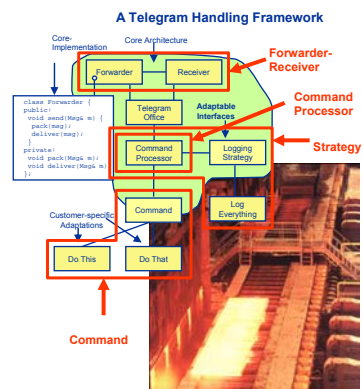 A Telegram Handling Framework
Core-
Implementation
Core Architecture
Forwarder-
Receiver
Forwarder
Receiver
class Forwarder {
public:
void send(Msg& m) {
pack(msg);
deliver(msg);
}
private:
void pack(Msg& m);
void deliver(Msg& m)
};
Telegram
Office
Adaptable
Interfaces
Command
Processor
Command
Processor
Logging
Strategy
Strategy
Command
Log
Everything
Customer-specific
Adaptations
Do This
Do That
Command